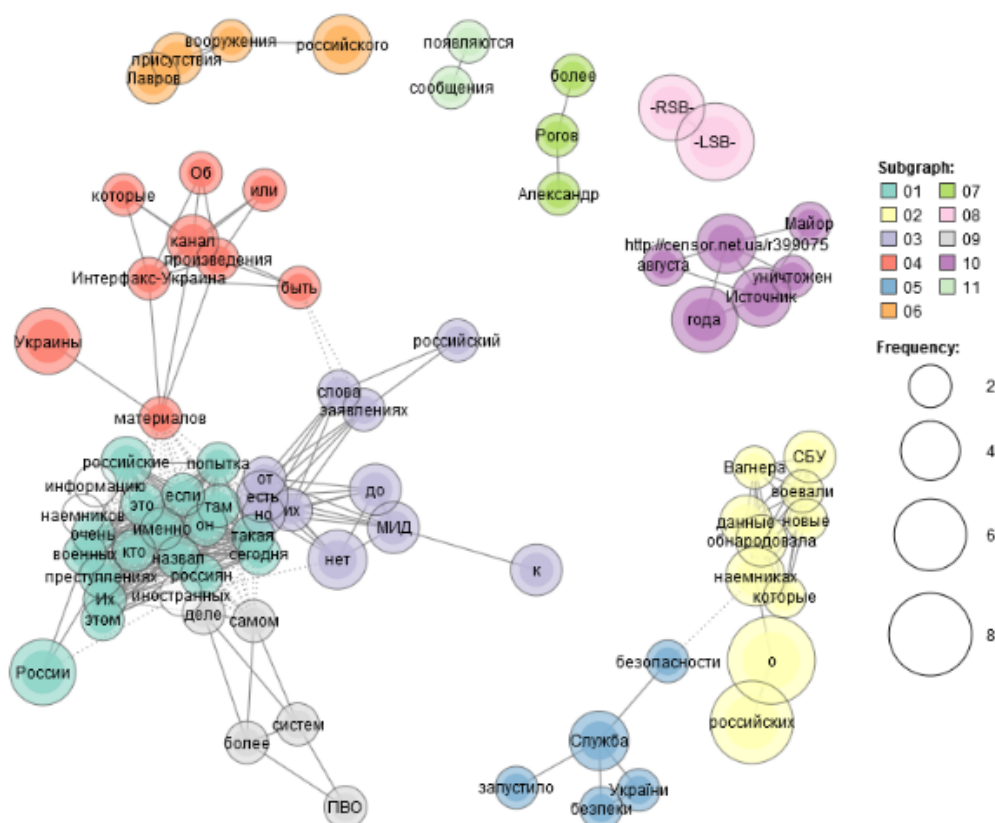 вооружения
российского
присутствия
Лавров
появляются
сообщения
более
Рогов
Александр
-RSB-
-LSB-
Об
которые
или
канал
произведения
Интерфакс-Украина
быть
Украины
материалов
Майор
http://censor.net.ua/r399075
августа
уничтожен
Источник
года
российский
слова
заявлениях
от
есть
но
их
до
МИД
нет
к
российские
попытка
информацию
если
это
там
наемников
именно
он
очень
такая
военных
кто
назвал
сегодня
преступлениях
россиян
Их
иностранных
этом
деле
самом
России
систем
более
ПВО
СБУ
Вагнера
воевали
данные
новые
обнародовала
наемниках
которые
о
российских
безопасности
Служба
запустило
України
безпеки
Subgraph:
01 07
02 08
03 09
04 10
05 11
06
Frequency:
2
4
6
8